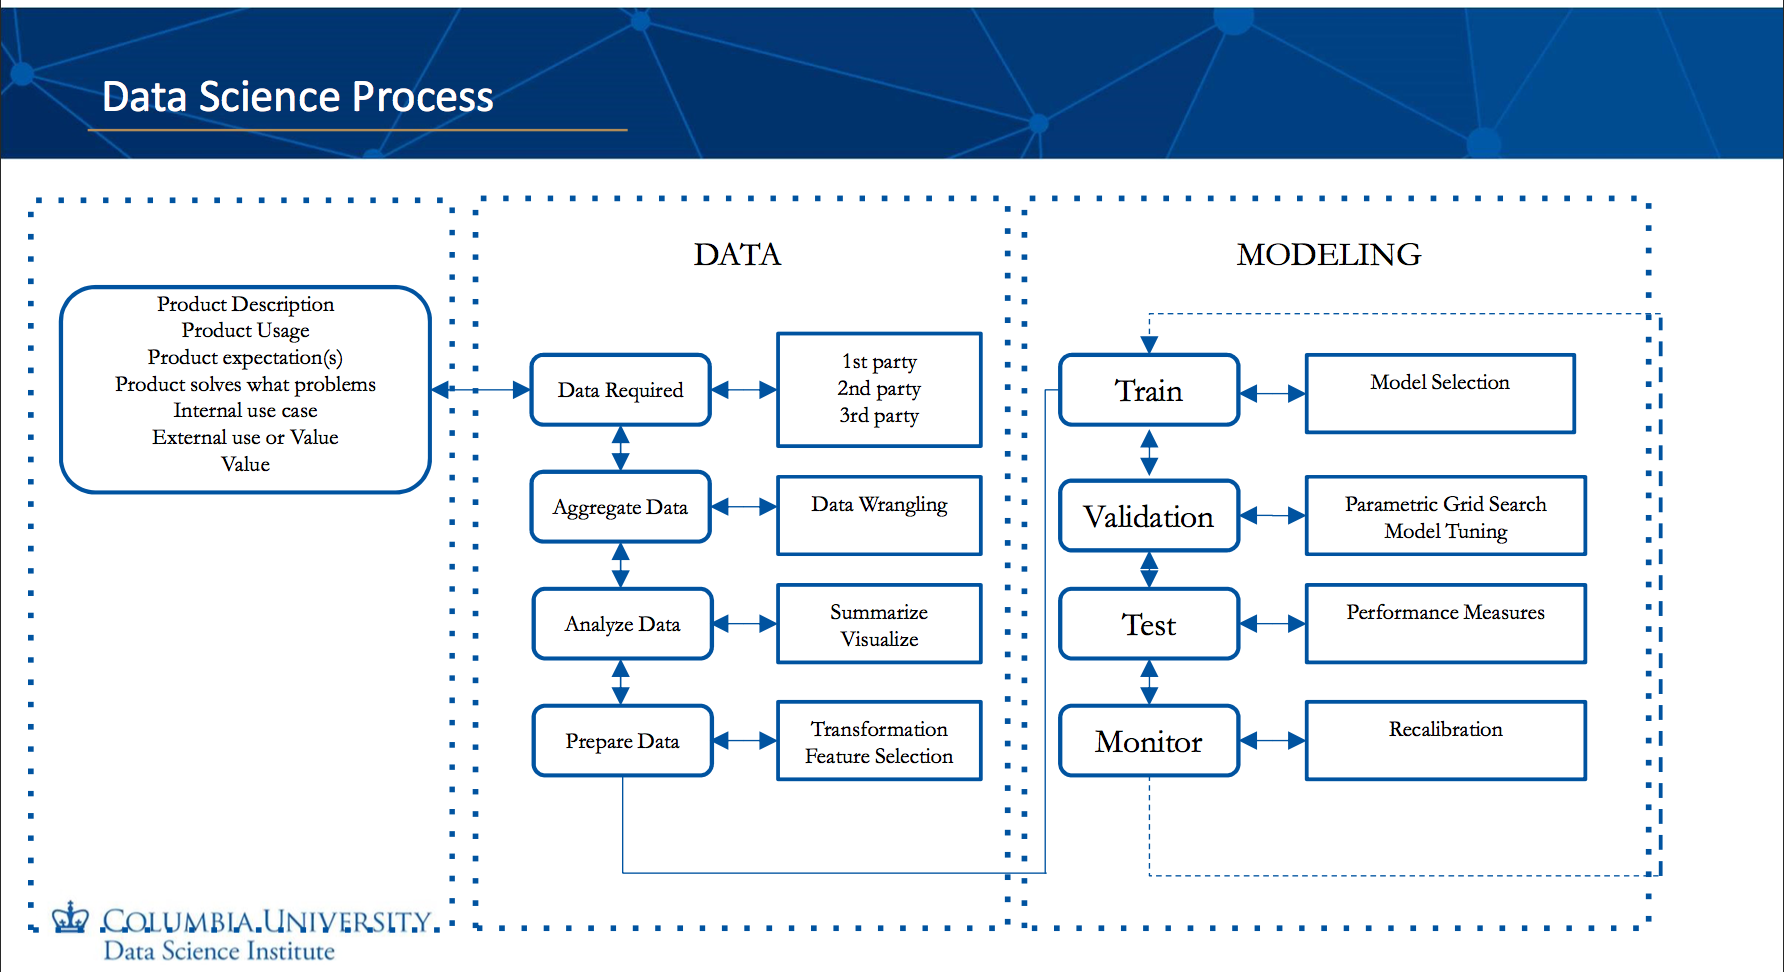 Data Science Process
Product Description
Product Usage
Product expectation(s)
Product solves what problems
Internal use case
External use or Value
Value
DATA
Data Required
1st party
2nd party
3rd party
Aggregate Data
Data Wrangling
Analyze Data
Summarize
Visualize
Prepare Data
Transformation
Feature Selection
MODELING
Train
Model Selection
Validation
Parametric Grid Search
Model Tuning
Test
Performance Measures
Monitor
Recalibration
COLUMBIA UNIVERSITY
Data Science Institute